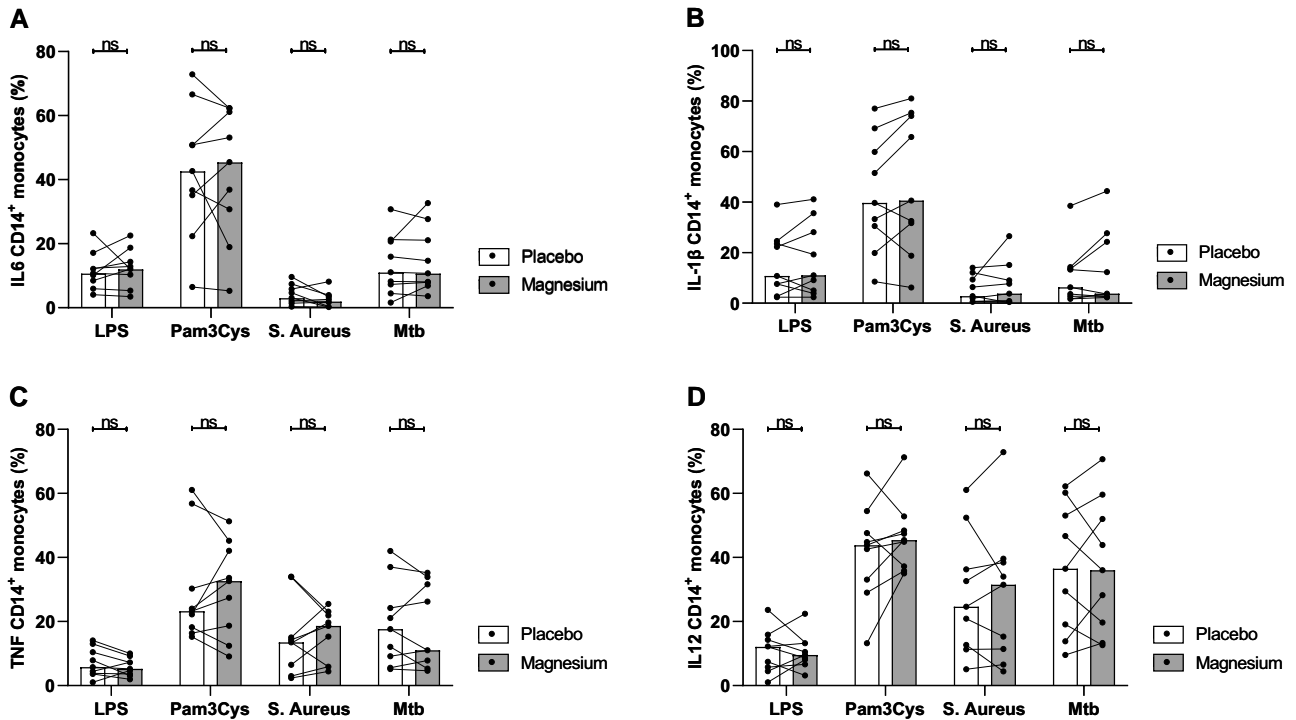 A
IL6 CD14+ monocytes (%)
80
60
40
20
0
ns ns ns ns
LPS Pam3Cys S. Aureus Mtb
Placebo
Magnesium
B
IL-1β CD14+ monocytes (%)
100
80
60
40
20
0
ns ns ns ns
LPS Pam3Cys S. Aureus Mtb
Placebo
Magnesium
C
TNF CD14+ monocytes (%)
80
60
40
20
0
ns ns ns ns
LPS Pam3Cys S. Aureus Mtb
Placebo
Magnesium
D
IL12 CD14+ monocytes (%)
80
60
40
20
0
ns ns ns ns
LPS Pam3Cys S. Aureus Mtb
Placebo
Magnesium